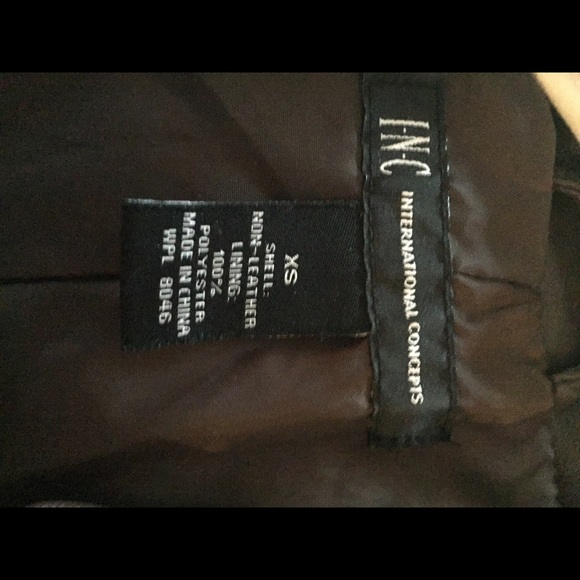 I·N·C
INTERNATIONAL CONCEPTS
XS
SHELL:
NON-LEATHER
LINING:
100%
POLYESTER
MADE IN CHINA
WPL 8046